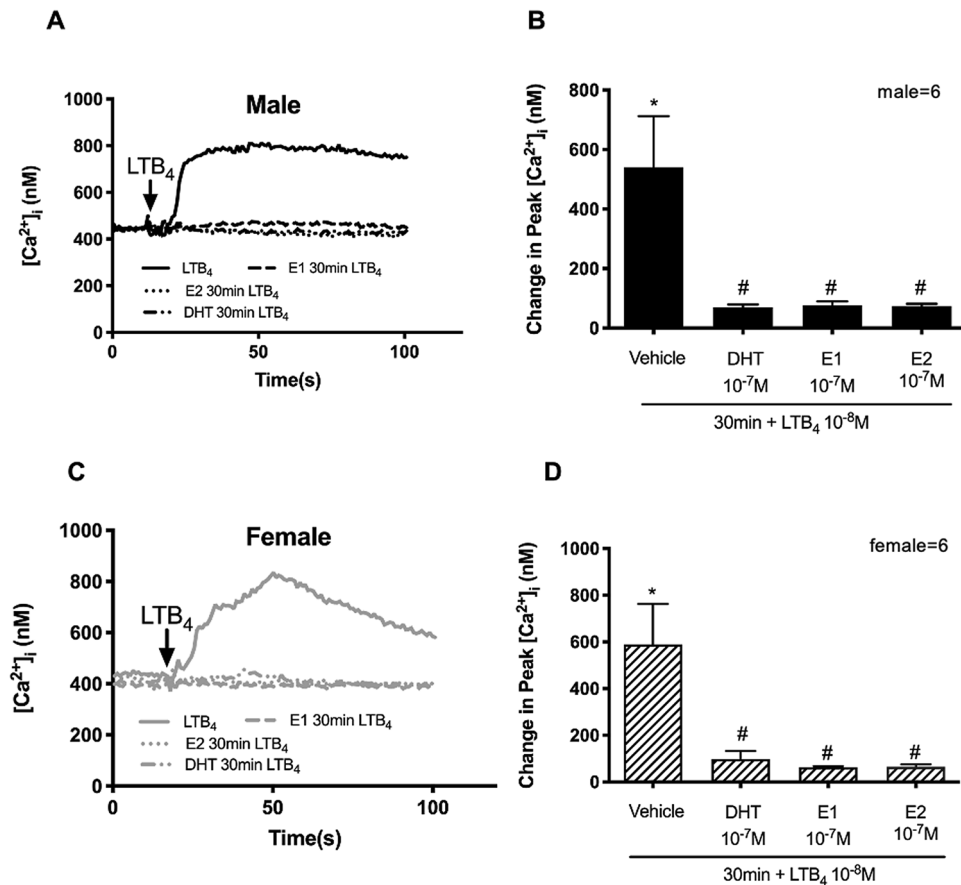 A
Male
1000
800
600
400
200
0
[Ca²⁺]ᵢ (nM)
LTB₄
LTB₄
E1 30min LTB₄
E2 30min LTB₄
DHT 30min LTB₄
0
50
100
Time(s)
B
male=6
Change in Peak [Ca²⁺]ᵢ (nM)
800
600
400
200
0
*
#
#
#
Vehicle
DHT
10⁻⁷M
E1
10⁻⁷M
E2
10⁻⁷M
30min + LTB₄ 10⁻⁸M
C
Female
1000
800
600
400
200
0
[Ca²⁺]ᵢ (nM)
LTB₄
LTB₄
E1 30min LTB₄
E2 30min LTB₄
DHT 30min LTB₄
0
50
100
Time(s)
D
female=6
Change in Peak [Ca²⁺]ᵢ (nM)
1000
800
600
400
200
0
*
#
#
#
Vehicle
DHT
10⁻⁷M
E1
10⁻⁷M
E2
10⁻⁷M
30min + LTB₄ 10⁻⁸M